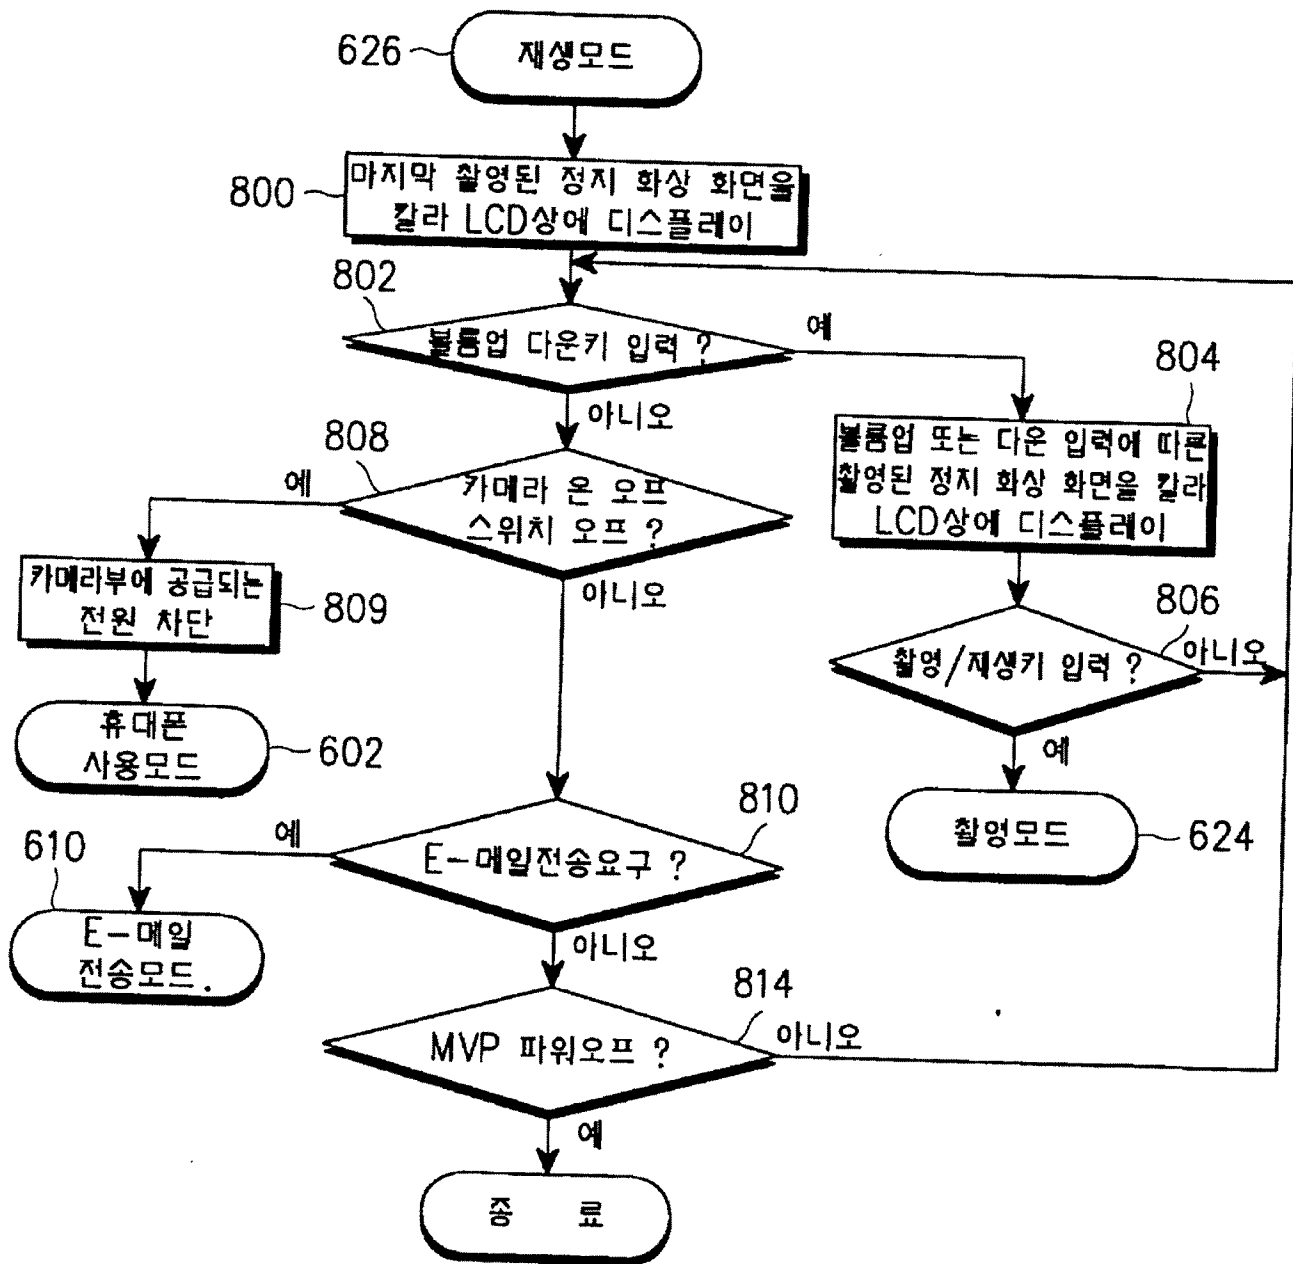 626
재생모드
800
마지막 촬영된 정지 화상 화면을
칼라 LCD상에 디스플레이
802
볼륨업 다운키 입력 ?
예
아니오
804
볼륨업 또는 다운 입력에 따른
촬영된 정지 화상 화면을 칼라
LCD상에 디스플레이
808
카메라 온 오프
스위치 오프 ?
예
아니오
카메라부에 공급되는
전원 차단
809
806
촬영/재생키 입력 ?
아니오
예
휴대폰
사용모드
602
촬영모드
624
810
E-메일전송요구 ?
예
아니오
610
E-메일
전송모드.
814
MVP 파워오프 ?
아니오
예
종 료